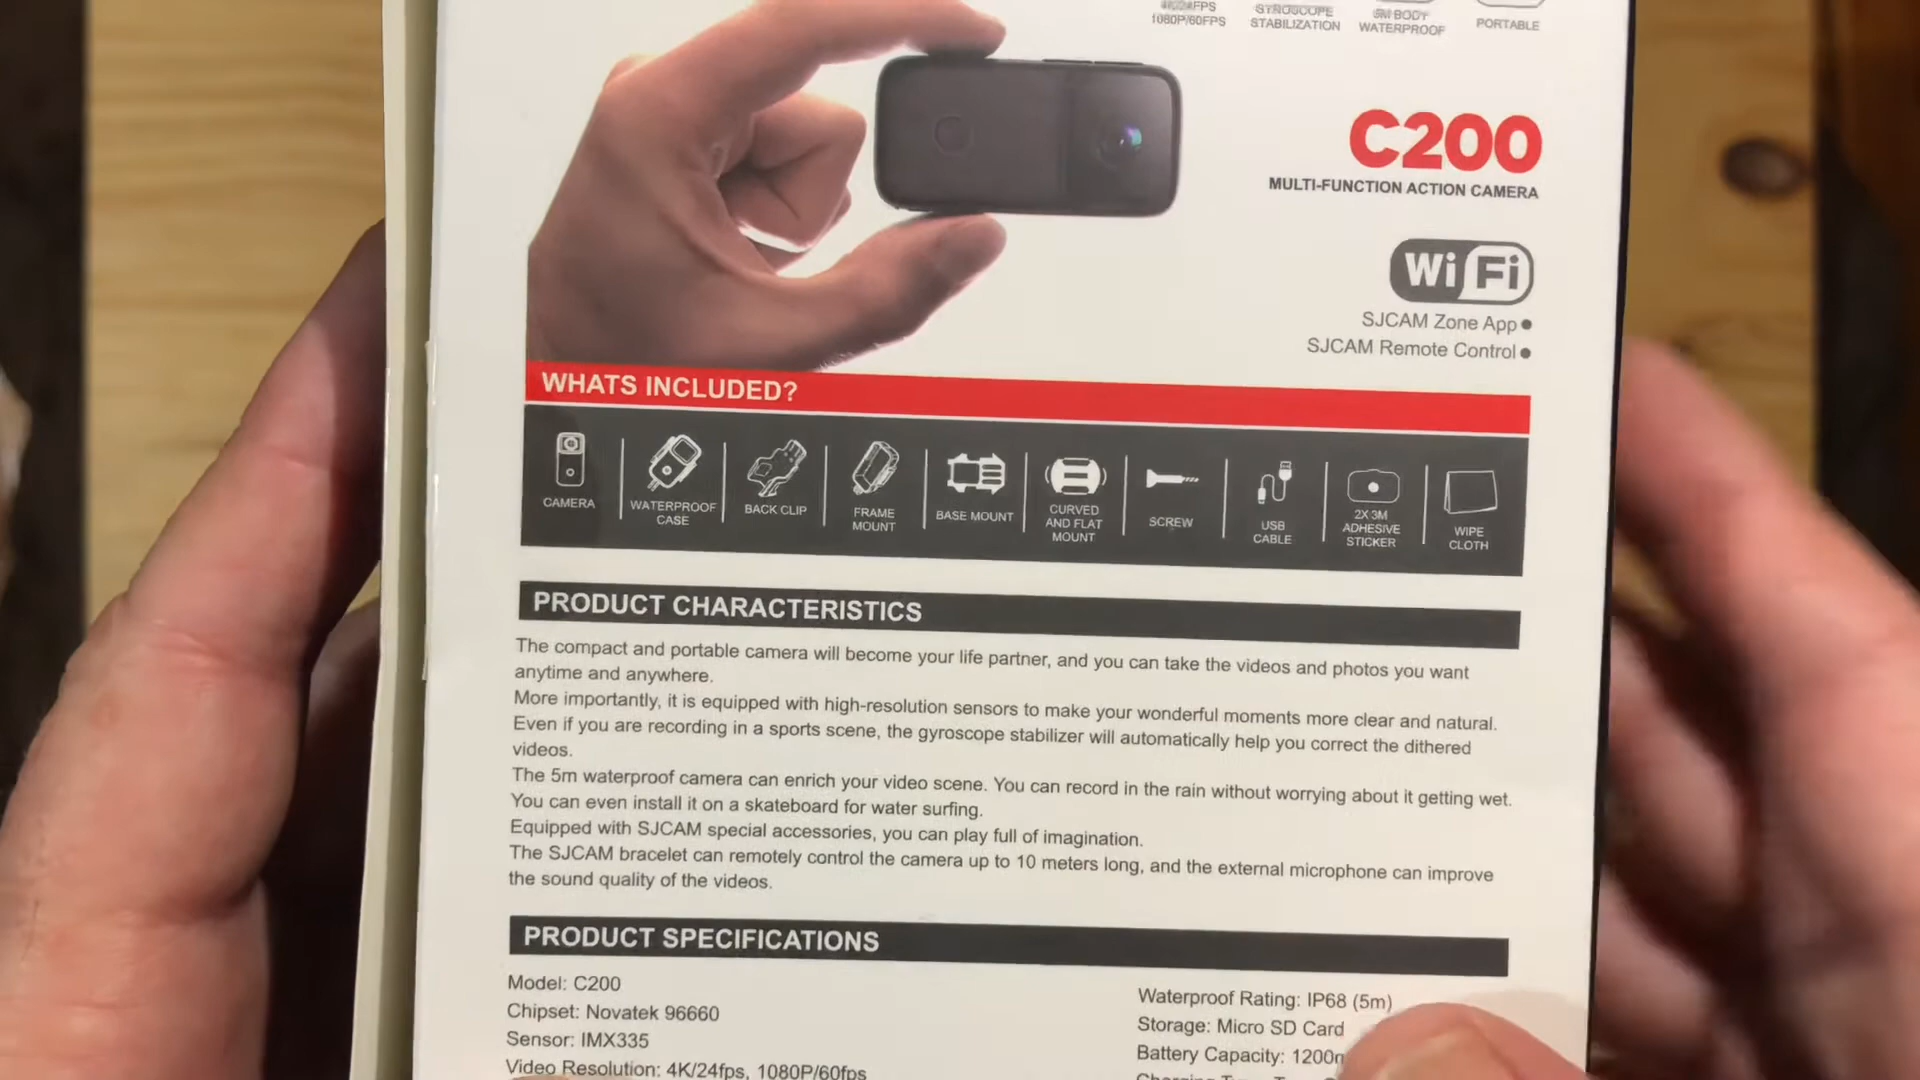 1080P/60FPS
GYROSCOPE
STABILIZATION
5M BODY
WATERPROOF
PORTABLE
C200
MULTI-FUNCTION ACTION CAMERA
WiFi
SJCAM Zone App
SJCAM Remote Control
WHATS INCLUDED?
CAMERA
WATERPROOF
CASE
BACK CLIP
FRAME
MOUNT
BASE MOUNT
CURVED
AND FLAT
MOUNT
SCREW
USB
CABLE
2X 3M
ADHESIVE
STICKER
WIPE
CLOTH
PRODUCT CHARACTERISTICS
The compact and portable camera will become your life partner, and you can take the videos and photos you want
anytime and anywhere.
More importantly, it is equipped with high-resolution sensors to make your wonderful moments more clear and natural.
Even if you are recording in a sports scene, the gyroscope stabilizer will automatically help you correct the dithered
videos.
The 5m waterproof camera can enrich your video scene. You can record in the rain without worrying about it getting wet.
You can even install it on a skateboard for water surfing.
Equipped with SJCAM special accessories, you can play full of imagination.
The SJCAM bracelet can remotely control the camera up to 10 meters long, and the external microphone can improve
the sound quality of the videos.
PRODUCT SPECIFICATIONS
Model: C200
Chipset: Novatek 96660
Sensor: IMX335
Video Resolution: 4K/24fps, 1080P/60fps
Waterproof Rating: IP68 (5m)
Storage: Micro SD Card
Battery Capacity: